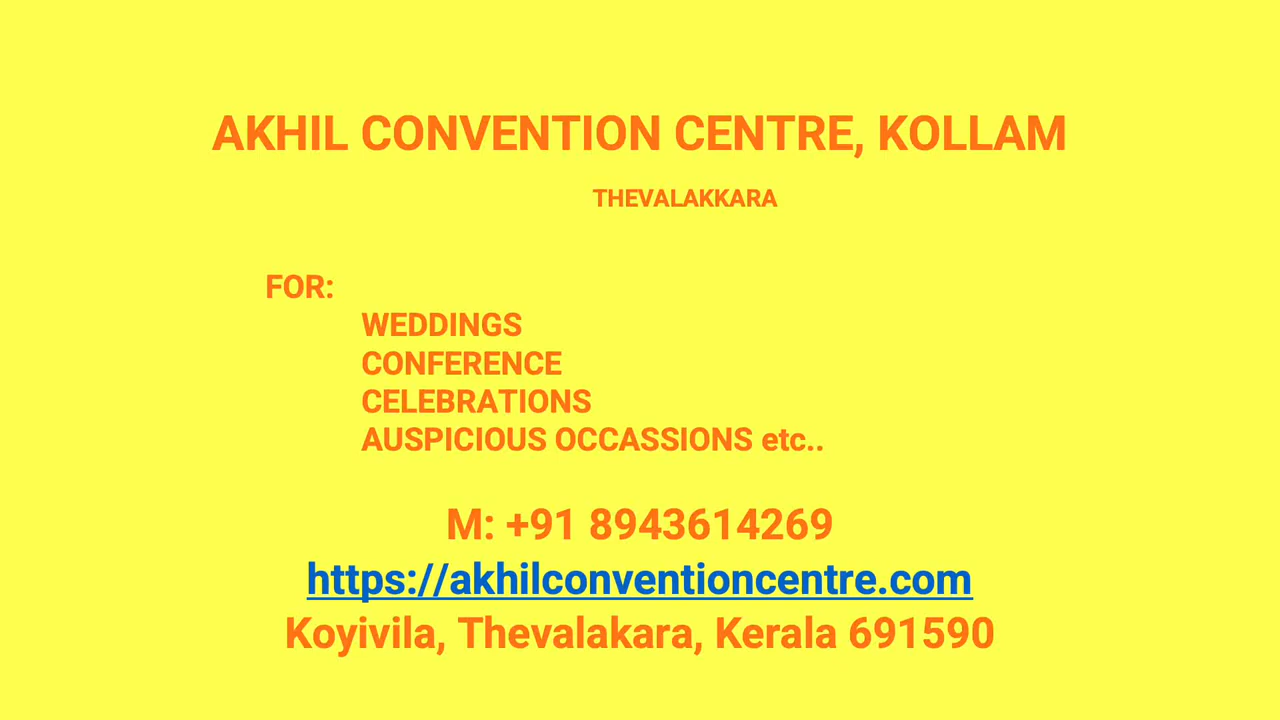 AKHIL CONVENTION CENTRE, KOLLAM
THEVALAKKARA
FOR:
WEDDINGS
CONFERENCE
CELEBRATIONS
AUSPICIOUS OCCASSIONS etc..
M: +91 8943614269
https://akhilconventioncentre.com
Koyivila, Thevalakara, Kerala 691590